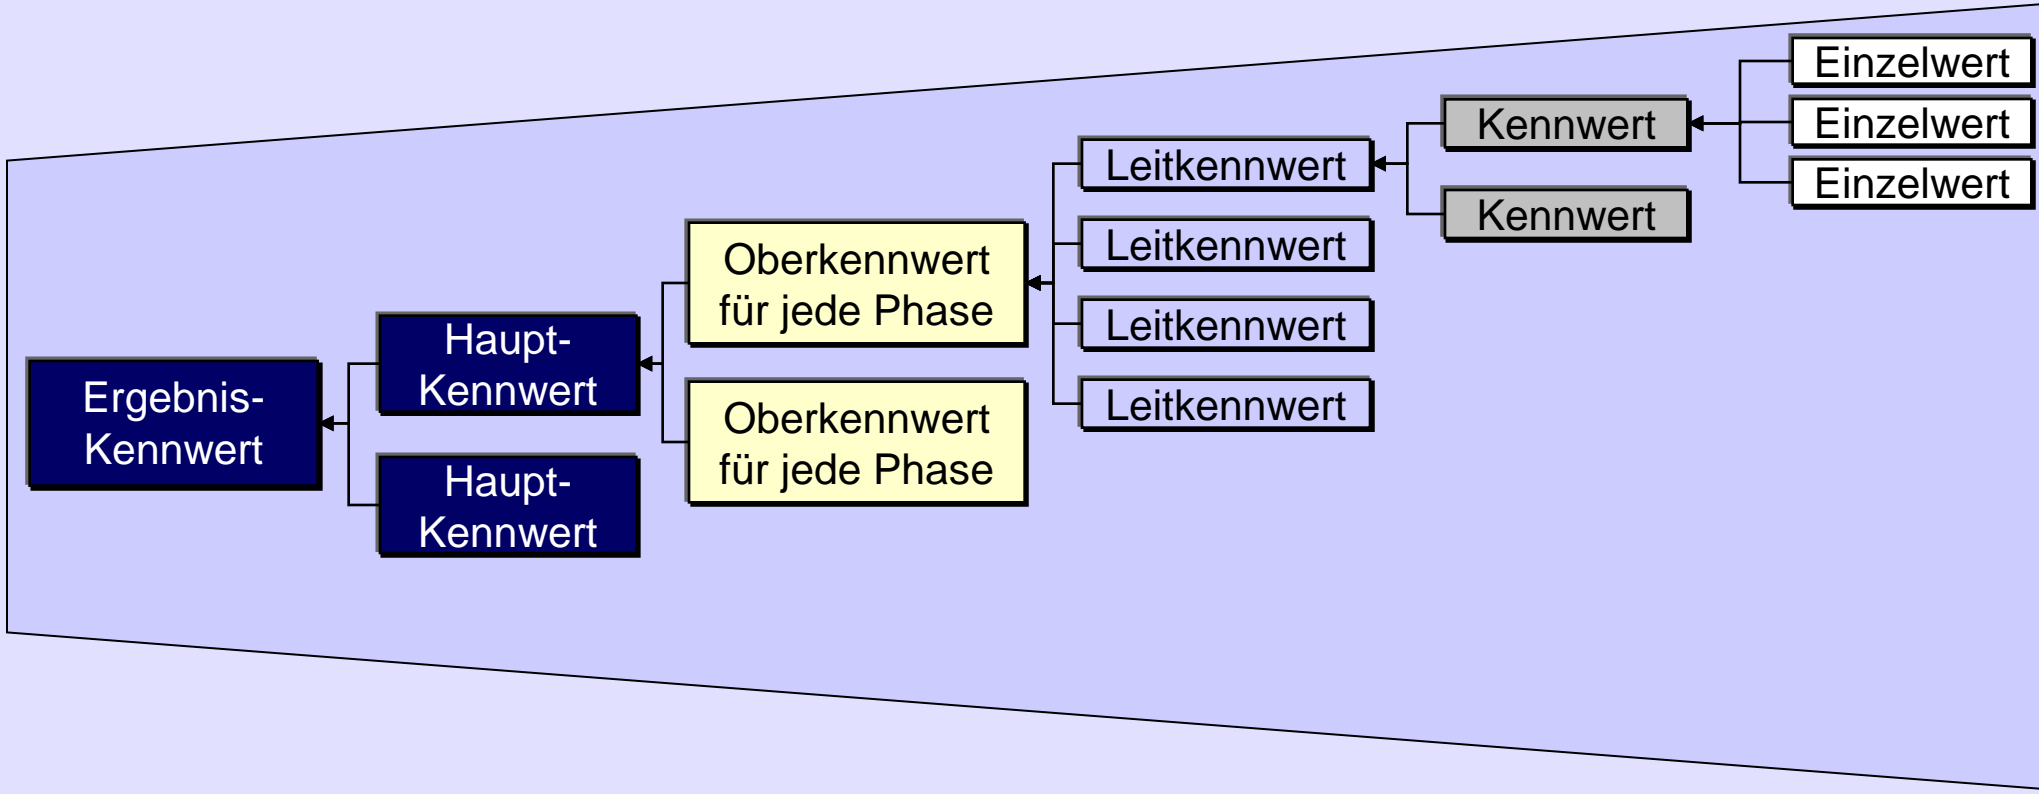 Ergebnis-
Kennwert
Haupt-
Kennwert
Haupt-
Kennwert
Oberkennwert
für jede Phase
Oberkennwert
für jede Phase
Leitkennwert
Leitkennwert
Leitkennwert
Leitkennwert
Kennwert
Kennwert
Einzelwert
Einzelwert
Einzelwert